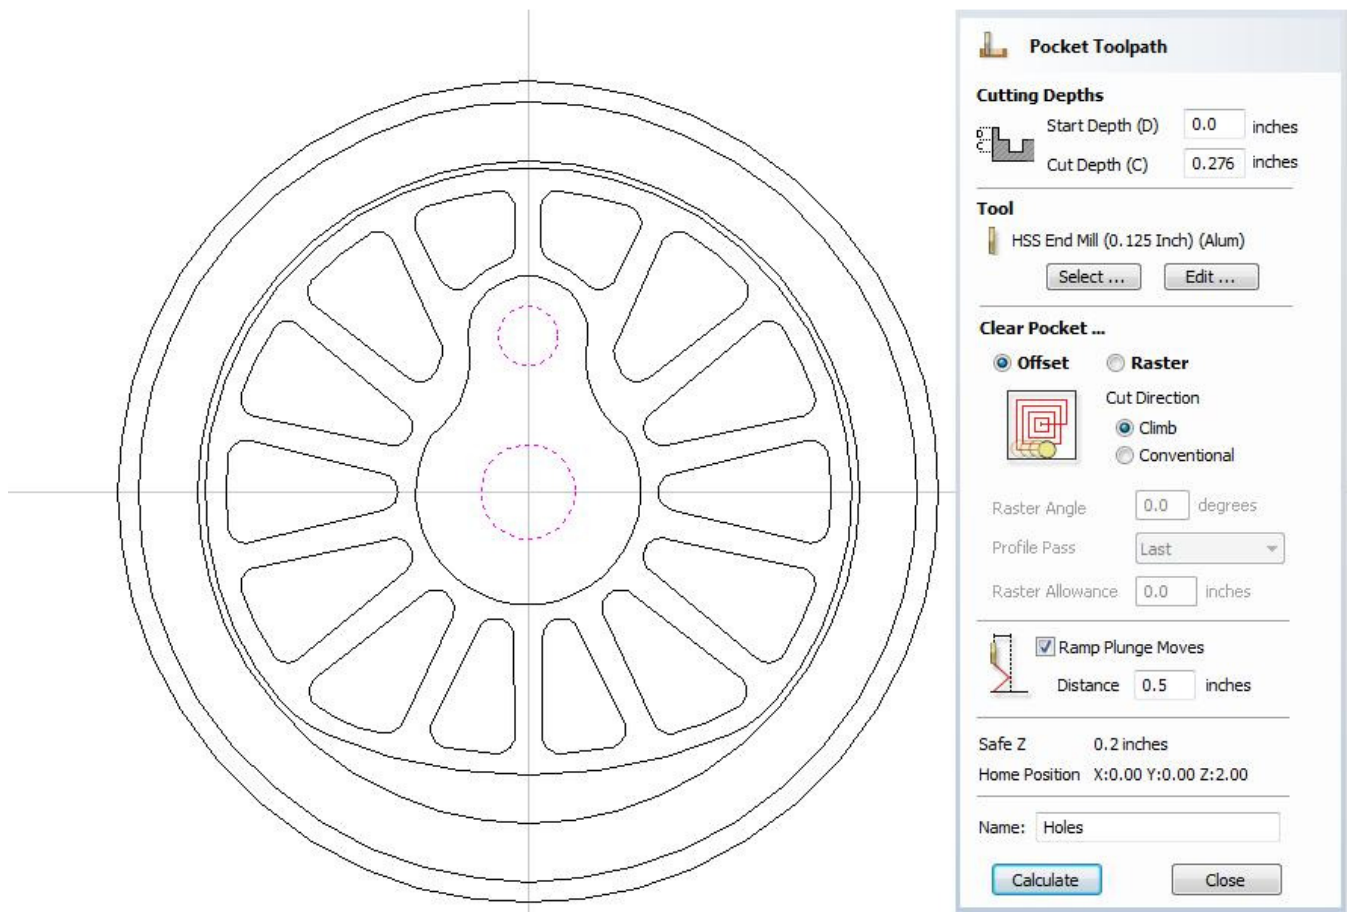 Pocket Toolpath
Cutting Depths
Start Depth (D) 0.0 inches
Cut Depth (C) 0.276 inches
Tool
HSS End Mill (0.125 Inch) (Alum)
Select ... Edit ...
Clear Pocket ...
Offset Raster
Cut Direction
Climb
Conventional
Raster Angle 0.0 degrees
Profile Pass Last
Raster Allowance 0.0 inches
Ramp Plunge Moves
Distance 0.5 inches
Safe Z 0.2 inches
Home Position X:0.00 Y:0.00 Z:2.00
Name: Holes
Calculate Close